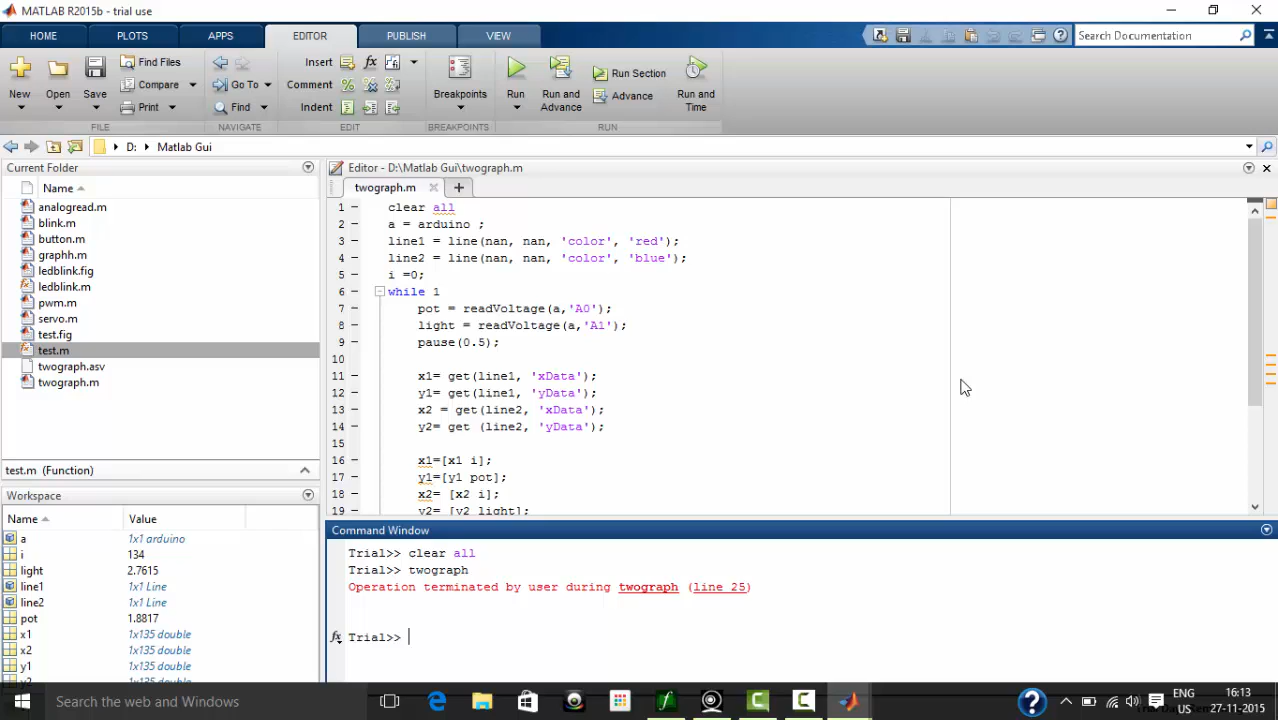 MATLAB R2015b - trial use
HOME PLOTS APPS EDITOR PUBLISH VIEW
Search Documentation
New Open Save Find Files Compare Print
FILE
Go To Find
NAVIGATE
Insert Comment Indent
EDIT
Breakpoints
BREAKPOINTS
Run Run and Advance Run Section Advance Run and Time
RUN
D: Matlab Gui
Current Folder
Name
analogread.m
blink.m
button.m
graphh.m
ledblink.fig
ledblink.m
pwm.m
servo.m
test.fig
test.m
twograph.asv
twograph.m
test.m (Function)
Workspace
Name Value
a 1x1 arduino
i 134
light 2.7615
line1 1x1 Line
line2 1x1 Line
pot 1.8817
x1 1x135 double
x2 1x135 double
y1 1x135 double
Editor - D:\Matlab Gui\twograph.m
twograph.m
1 clear all
2 a = arduino ;
3 line1 = line(nan, nan, 'color', 'red');
4 line2 = line(nan, nan, 'color', 'blue');
5 i =0;
6 while 1
7 pot = readVoltage(a,'A0');
8 light = readVoltage(a,'A1');
9 pause(0.5);
10
11 x1= get(line1, 'xData');
12 y1= get(line1, 'yData');
13 x2 = get(line2, 'xData');
14 y2= get (line2, 'yData');
15
16 x1=[x1 i];
17 y1=[y1 pot];
18 x2= [x2 i];
19 y2= [y2 light];
Command Window
Trial>> clear all
Trial>> twograph
Operation terminated by user during twograph (line 25)
fx Trial>>
Search the web and Windows
ENG
US
16:13
27-11-2015